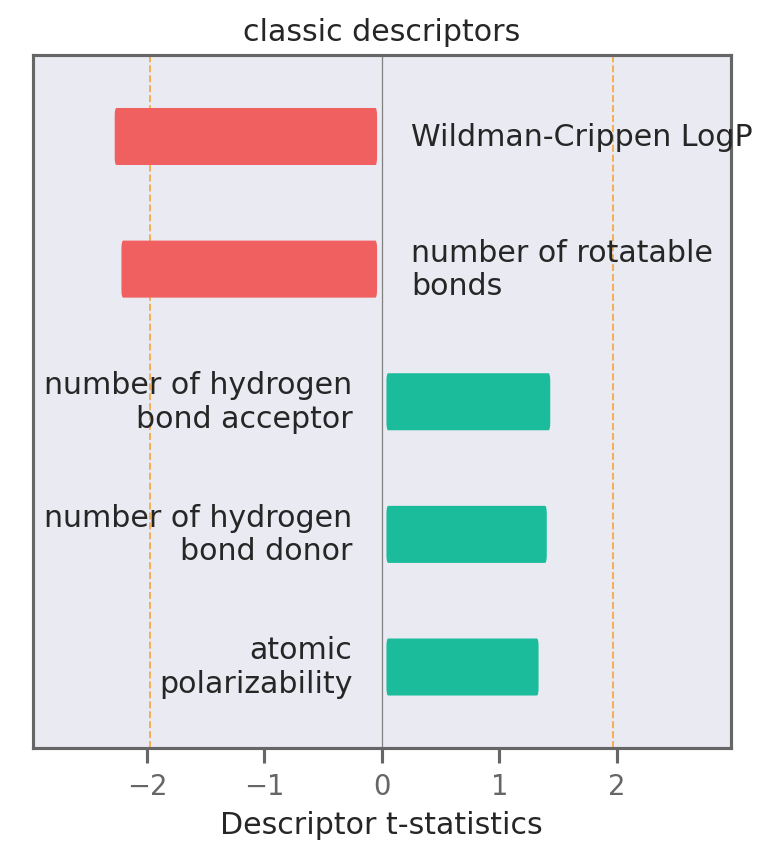 classic descriptors
Wildman-Crippen LogP
number of rotatable
bonds
number of hydrogen
bond acceptor
number of hydrogen
bond donor
atomic
polarizability
−2 −1 0 1 2
Descriptor t-statistics